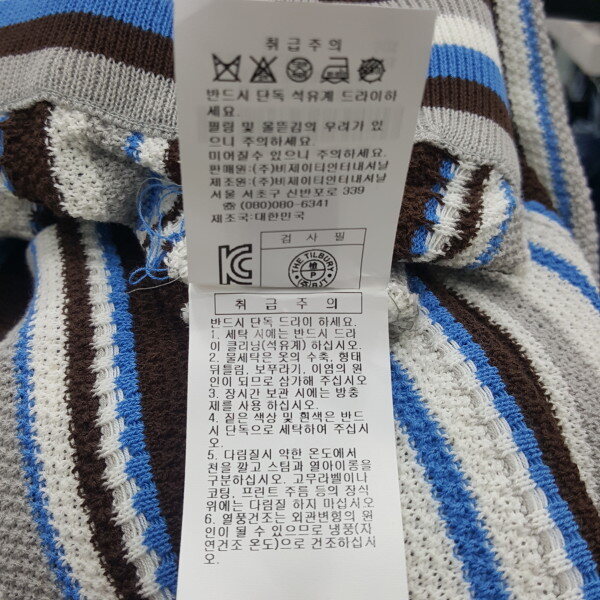 취급주의
반드시 단독 석유계 드라이하
세요.
필링 및 올뜯김의 우려가 있
으니 주의하세요.
미어질수 있으니 주의하세요.
판매원:(주)비제이티인터내셔날
제조원:(주)비제이티인터내셔날
서울 서초구 신반포로 339
☎(080)080-6341
제조국:대한민국
검 사 필
THE TILBURY
P
(주)BJT
취 급 주 의
반드시 단독 드라이 하세요.
1. 세탁 시에는 반드시 드라
이 클리닝(석유계) 하십시오.
2. 물세탁은 옷의 수축, 형태
뒤틀림, 보푸라기, 이염의 원
인이 되므로 삼가해 주십시오
3. 장시간 보관 시에는 방충
제를 사용 하십시오.
4. 짙은 색상 및 흰색은 반드
시 단독으로 세탁하여 주십시
오.
5. 다림질시 약한 온도에서
천을 깔고 스팀과 열아이롱을
구분하십시오. 고무라벨이나
코팅, 프린트 주름 등의 장식
위에는 다림질 하지 마십시오
6. 열풍건조는 외관변형의 원
인이 될 수 있으므로 냉풍(자
연건조 온도)으로 건조하십시
오.